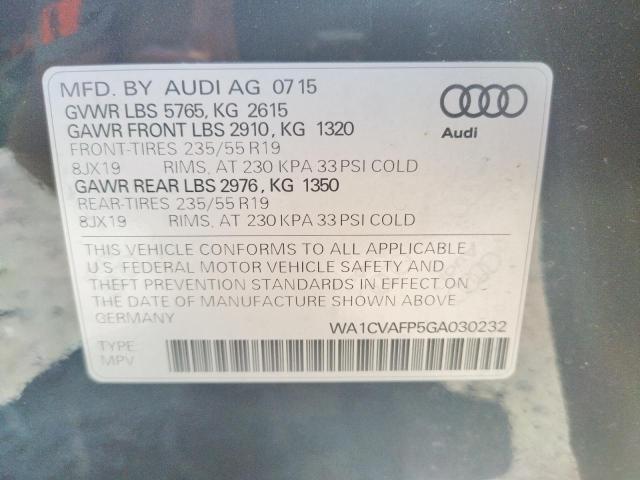 MFD. BY AUDI AG 07 15
GVWR LBS 5765, KG 2615
GAWR FRONT LBS 2910, KG 1320
FRONT-TIRES 235/55 R19
8JX19 RIMS, AT 230 KPA 33 PSI COLD
GAWR REAR LBS 2976, KG 1350
REAR-TIRES 235/55 R19
8JX19 RIMS, AT 230 KPA 33 PSI COLD
Audi
THIS VEHICLE CONFORMS TO ALL APPLICABLE
U.S. FEDERAL MOTOR VEHICLE SAFETY AND
THEFT PREVENTION STANDARDS IN EFFECT ON
THE DATE OF MANUFACTURE SHOWN ABOVE
GERMANY
WA1CVAFP5GA030232
TYPE:
MPV